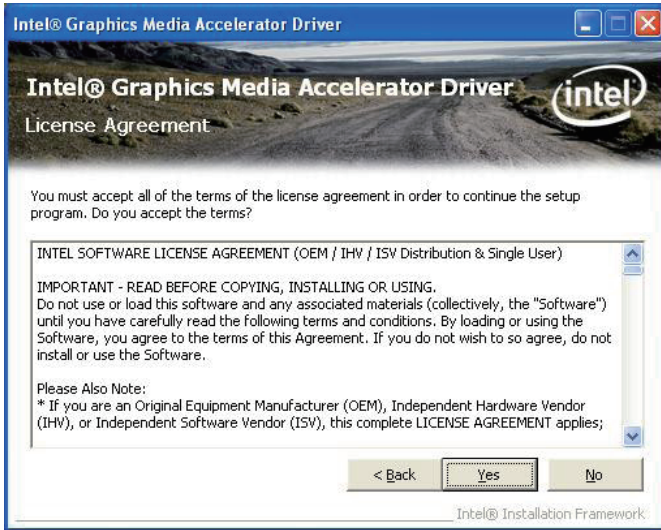 Intel® Graphics Media Accelerator Driver
Intel® Graphics Media Accelerator Driver
intel
License Agreement
You must accept all of the terms of the license agreement in order to continue the setup
program. Do you accept the terms?
INTEL SOFTWARE LICENSE AGREEMENT (OEM / IHV / ISV Distribution & Single User)
IMPORTANT - READ BEFORE COPYING, INSTALLING OR USING.
Do not use or load this software and any associated materials (collectively, the "Software")
until you have carefully read the following terms and conditions. By loading or using the
Software, you agree to the terms of this Agreement. If you do not wish to so agree, do not
install or use the Software.
Please Also Note:
* If you are an Original Equipment Manufacturer (OEM), Independent Hardware Vendor
(IHV), or Independent Software Vendor (ISV), this complete LICENSE AGREEMENT applies;
< Back Yes No
Intel® Installation Framework